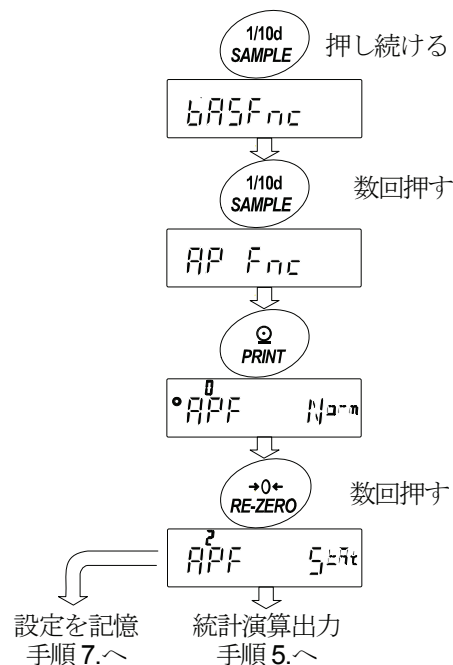 1/10d
SAMPLE
押し続ける
bASFnc
1/10d
SAMPLE
数回押す
AP Fnc
PRINT
0
APF Norm
→0←
RE-ZERO
数回押す
2
APF StAt
設定を記憶
手順7.へ
統計演算出力
手順5.へ